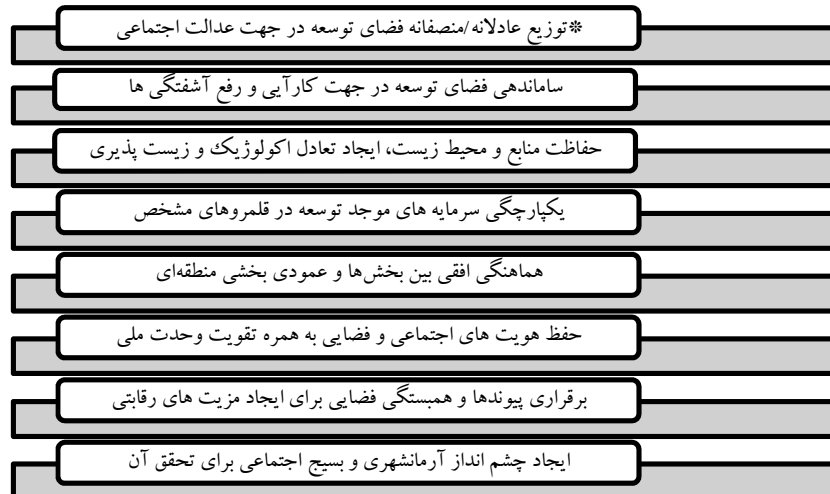 *توزیع عادلانه/منصفانه فضای توسعه در جهت عدالت اجتماعی
ساماندهی فضای توسعه در جهت کارآیی و رفع آشفتگی ها
حفاظت منابع و محیط زیست، ایجاد تعادل اکولوژیک و زیست پذیری
یکپارچگی سرمایه های موجد توسعه در قلمروهای مشخص
هماهنگی افقی بین بخش‌ها و عمودی بخشی منطقه‌ای
حفظ هویت های اجتماعی و فضایی به همره تقویت وحدت ملی
برقراری پیوندها و همبستگی فضایی برای ایجاد مزیت های رقابتی
ایجاد چشم انداز آرمانشهری و بسیج اجتماعی برای تحقق آن